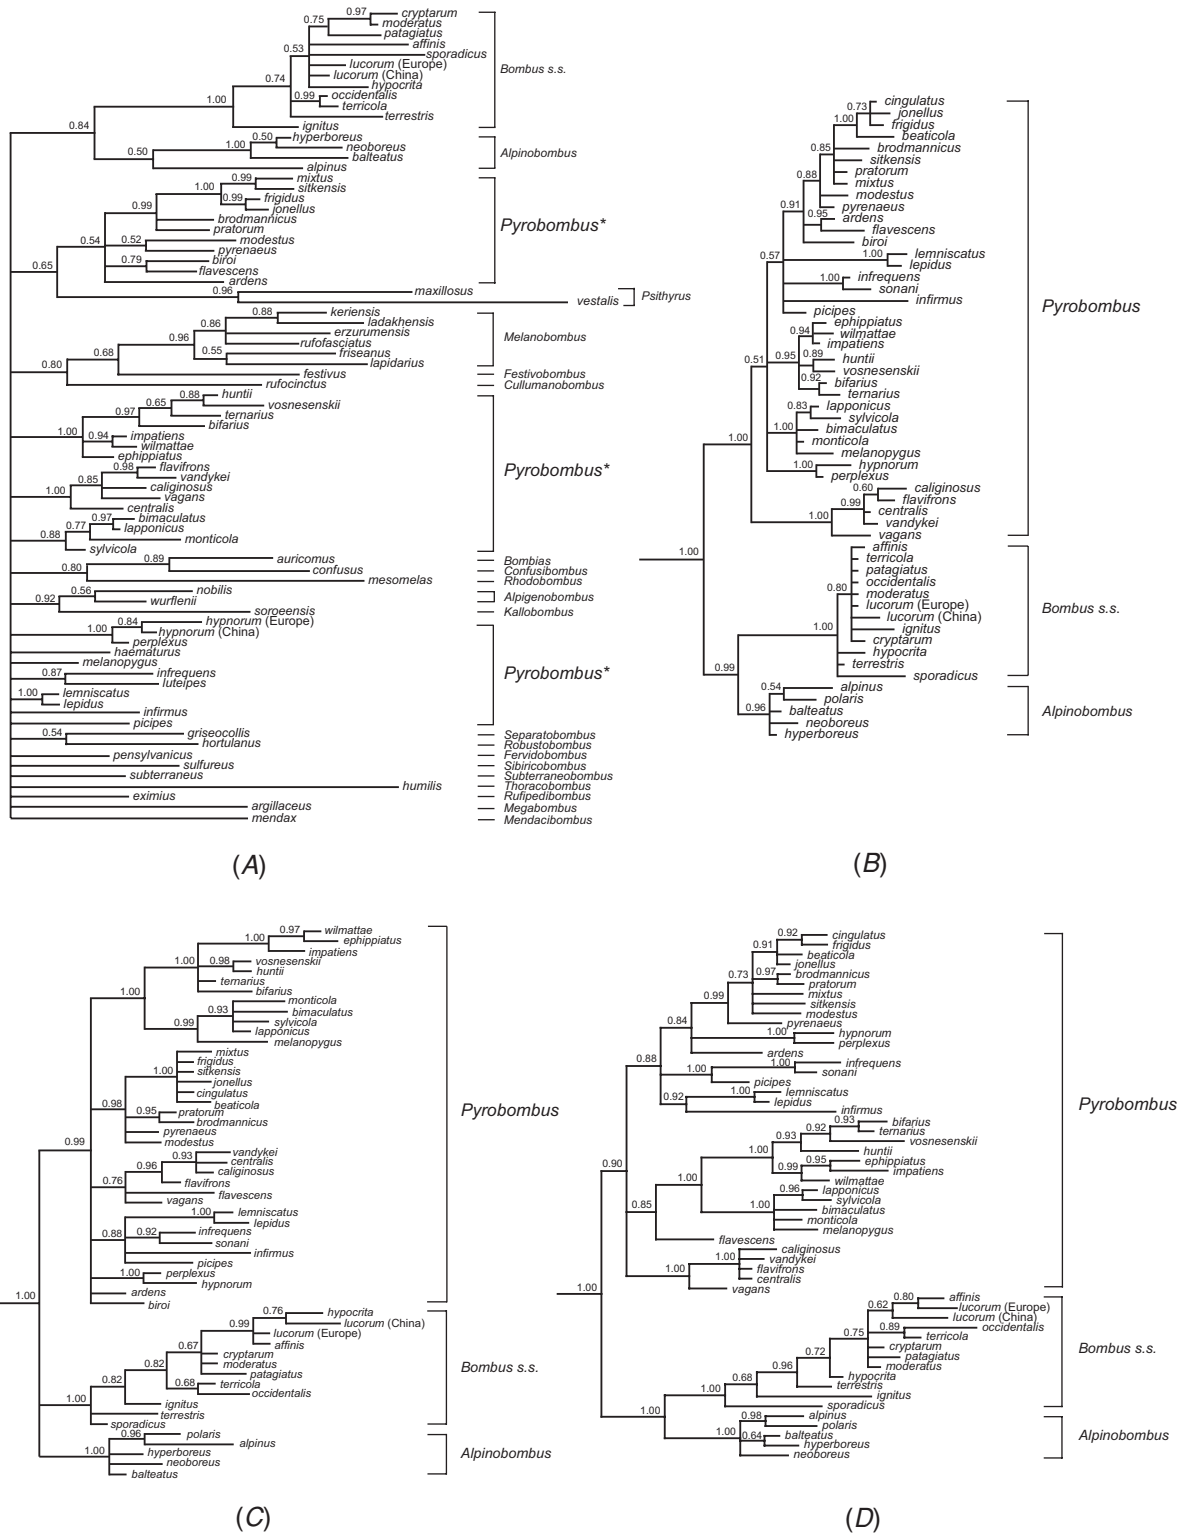 0.97
cryptarum
0.75
moderatus
patagiatus
0.53
affinis
sporadicus
lucorum (Europe)
Bombus s.s.
0.74
lucorum (China)
hypocrita
0.99
occidentalis
1.00
terricola
terrestris
0.84
ignitus
0.50
hyperboreus
1.00
neoboreus
0.50
balteatus
Alpinobombus
alpinus
0.99
mixtus
1.00
sitkensis
0.99
frigidus
0.99
jonellus
brodmannicus
Pyrobombus*
pratorum
0.54
0.52
modestus
pyrenaeus
0.65
0.79
biroi
flavescens
ardens
0.96
maxillosus
vestalis
Psithyrus
0.88
keriensis
0.86
ladakhensis
0.96
erzurumensis
rufofasciatus
Melanobombus
0.68
0.55
friseanus
lapidarius
0.80
festivus
Festivobombus
rufocinctus
Cullumanobombus
0.88
huntii
0.65
vosnesenskii
0.97
ternarius
bifarius
1.00
0.94
impatiens
wilmattae
ephippiatus
0.98
flavifrons
Pyrobombus*
0.85
vandykei
caliginosus
1.00
vagans
centralis
0.97
bimaculatus
0.77
lapponicus
0.88
monticola
sylvicola
0.89
auricomus
Bombias
0.80
confusus
Confusibombus
mesomelas
Rhodobombus
0.56
nobilis
0.92
wurflenii
Alpigenobombus
soroeensis
Kallobombus
0.84
hypnorum (Europe)
1.00
hypnorum (China)
perplexus
haematurus
melanopygus
0.87
infrequens
Pyrobombus*
luteipes
1.00
lemniscatus
lepidus
infirmus
picipes
0.54
griseocollis
Separatobombus
hortulanus
Robustobombus
pensylvanicus
Fervidobombus
sulfureus
Sibiricobombus
subterraneus
Subterraneobombus
humilis
Thoracobombus
eximius
Rufipedibombus
argillaceus
Megabombus
mendax
Mendacibombus
(A)
0.73
cingulatus
1.00
jonellus
frigidus
beaticola
0.85
brodmannicus
sitkensis
0.88
pratorum
mixtus
modestus
0.91
pyrenaeus
0.95
ardens
flavescens
biroi
0.57
1.00
lemniscatus
lepidus
1.00
infrequens
sonani
infirmus
Pyrobombus
picipes
0.94
ephippiatus
wilmattae
0.51
0.95
impatiens
0.89
huntii
vosnesenskii
0.92
bifarius
ternarius
0.83
lapponicus
sylvicola
1.00
bimaculatus
1.00
monticola
melanopygus
1.00
hypnorum
perplexus
0.60
caliginosus
0.99
flavifrons
1.00
centralis
vandykei
vagans
1.00
affinis
terricola
patagiatus
0.80
occidentalis
moderatus
lucorum (Europe)
Bombus s.s.
1.00
lucorum (China)
ignitus
cryptarum
hypocrita
0.99
terrestris
sporadicus
0.54
alpinus
0.96
polaris
balteatus
Alpinobombus
neoboreus
hyperboreus
(B)
0.97
wilmattae
1.00
ephippiatus
impatiens
1.00
0.98
vosnesenskii
huntii
ternarius
1.00
bifarius
monticola
0.93
bimaculatus
0.99
sylvicola
lapponicus
melanopygus
mixtus
frigidus
1.00
sitkensis
jonellus
cingulatus
0.98
beaticola
0.95
pratorum
brodmannicus
Pyrobombus
pyrenaeus
0.99
modestus
0.93
vandykei
0.96
centralis
caliginosus
0.76
flavifrons
flavescens
vagans
1.00
lemniscatus
lepidus
0.88
0.92
infrequens
sonani
infirmus
picipes
1.00
perplexus
hypnorum
ardens
1.00
biroi
0.76
hypocrita
0.99
lucorum (China)
lucorum (Europe)
0.67
affinis
cryptarum
0.82
moderatus
patagiatus
Bombus s.s.
0.82
0.68
terricola
occidentalis
1.00
ignitus
terrestris
sporadicus
0.96
polaris
alpinus
1.00
hyperboreus
Alpinobombus
neoboreus
balteatus
(C)
0.92
cingulatus
0.91
frigidus
beaticola
jonellus
0.73
0.97
brodmannicus
pratorum
0.99
mixtus
sitkensis
modestus
0.84
pyrenaeus
1.00
hypnorum
perplexus
ardens
0.88
1.00
infrequens
1.00
sonani
picipes
1.00
lemniscatus
0.92
lepidus
Pyrobombus
infirmus
0.93
bifarius
0.92
ternarius
0.93
vosnesenskii
1.00
huntii
0.95
ephippiatus
0.99
impatiens
0.90
1.00
wilmattae
0.96
lapponicus
sylvicola
0.85
1.00
bimaculatus
monticola
melanopygus
flavescens
caliginosus
1.00
vandykei
1.00
flavifrons
centralis
vagans
1.00
0.80
affinis
0.62
lucorum (Europe)
lucorum (China)
0.75
0.89
occidentalis
terricola
0.72
cryptarum
patagiatus
Bombus s.s.
0.96
moderatus
hypocrita
0.68
terrestris
1.00
ignitus
sporadicus
1.00
0.98
alpinus
polaris
1.00
0.64
balteatus
Alpinobombus
hyperboreus
neoboreus
(D)